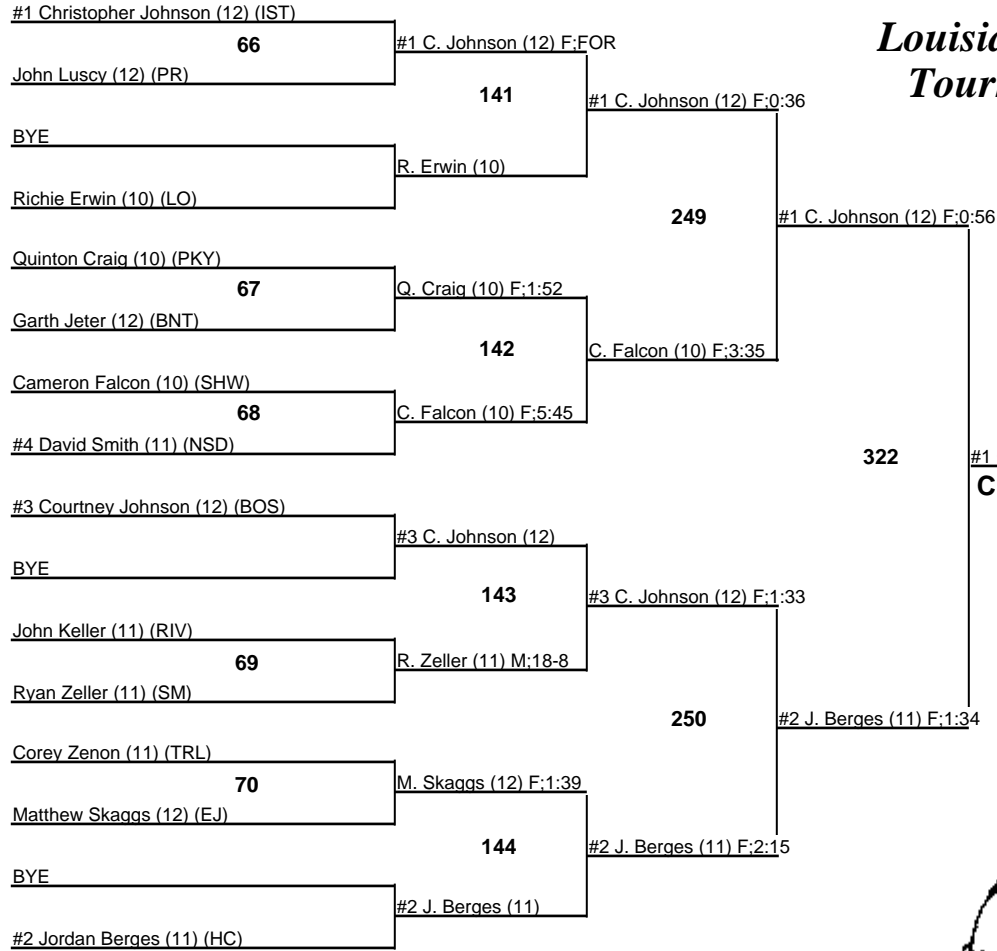 #1 Christopher Johnson (12) (IST)
66
John Luscy (12) (PR)
BYE
Richie Erwin (10) (LO)
Quinton Craig (10) (PKY)
67
Garth Jeter (12) (BNT)
Cameron Falcon (10) (SHW)
68
#4 David Smith (11) (NSD)
#3 Courtney Johnson (12) (BOS)
BYE
John Keller (11) (RIV)
69
Ryan Zeller (11) (SM)
Corey Zenon (11) (TRL)
70
Matthew Skaggs (12) (EJ)
BYE
#2 Jordan Berges (11) (HC)
#1 C. Johnson (12) F;FOR
141
R. Erwin (10)
Q. Craig (10) F;1:52
142
C. Falcon (10) F;5:45
#3 C. Johnson (12)
143
R. Zeller (11) M;18-8
M. Skaggs (12) F;1:39
144
#2 J. Berges (11)
#1 C. Johnson (12) F;0:36
249
C. Falcon (10) F;3:35
#3 C. Johnson (12) F;1:33
250
#2 J. Berges (11) F;2:15
#1 C. Johnson (12) F;0:56
322
#2 J. Berges (11) F;1:34
#1
C